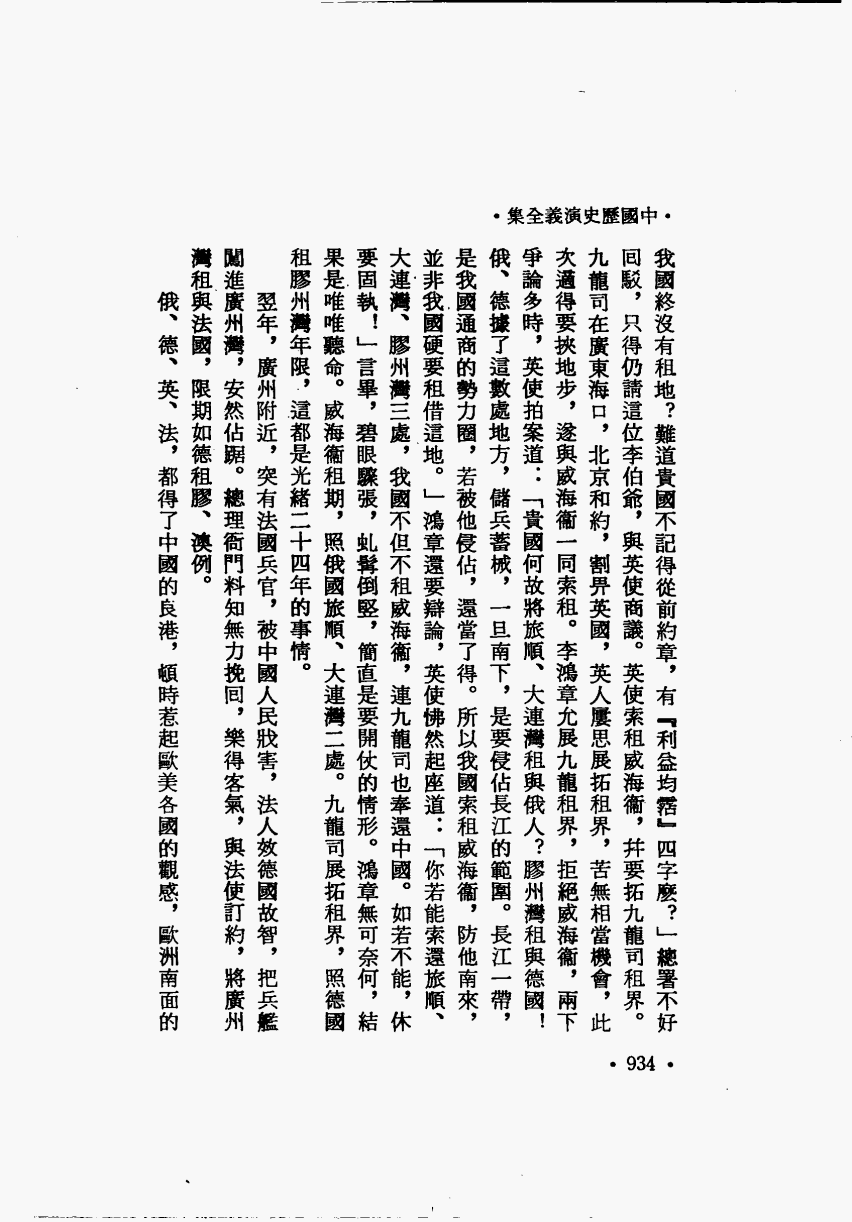 •中國歷史演義全集•
我國終沒有租地？難道貴國不記得從前約章，有『利益均霑』四字麼？」總署不好
回駁，只得仍請這位李伯爺，與英使商議。英使索租威海衞，幷要拓九龍司租界。
九龍司在廣東海口，北京和約，割畀英國，英人屢思展拓租界，苦無相當機會，此
次適得要挾地步，遂與威海衞一同索租。李鴻章允展九龍租界，拒絕威海衞，兩下
爭論多時，英使拍案道：「貴國何故將旅順、大連灣租與俄人？膠州灣租與德國！
俄、德據了這數處地方，儲兵蓄械，一旦南下，是要侵佔長江的範圍。長江一帶，
是我國通商的勢力圈，若被他侵佔，還當了得。所以我國索租威海衞，防他南來，
並非我國硬要租借這地。」鴻章還要辯論，英使怫然起座道：「你若能索還旅順、
大連灣、膠州灣三處，我國不但不租威海衞，連九龍司也奉還中國。如若不能，休
要固執！」言畢，碧眼驟張，虬髯倒竪，簡直是要開仗的情形。鴻章無可奈何，結
果是唯唯聽命。威海衞租期，照俄國旅順、大連灣二處。九龍司展拓租界，照德國
租膠州灣年限，這都是光緒二十四年的事情。
翌年，廣州附近，突有法國兵官，被中國人民戕害，法人效德國故智，把兵艦
闖進廣州灣，安然佔踞。總理衙門料知無力挽回，樂得客氣，與法使訂約，將廣州
灣租與法國，限期如德租膠、澳例。
俄、德、英、法，都得了中國的良港，頓時惹起歐美各國的觀感，歐洲南面的
•934•